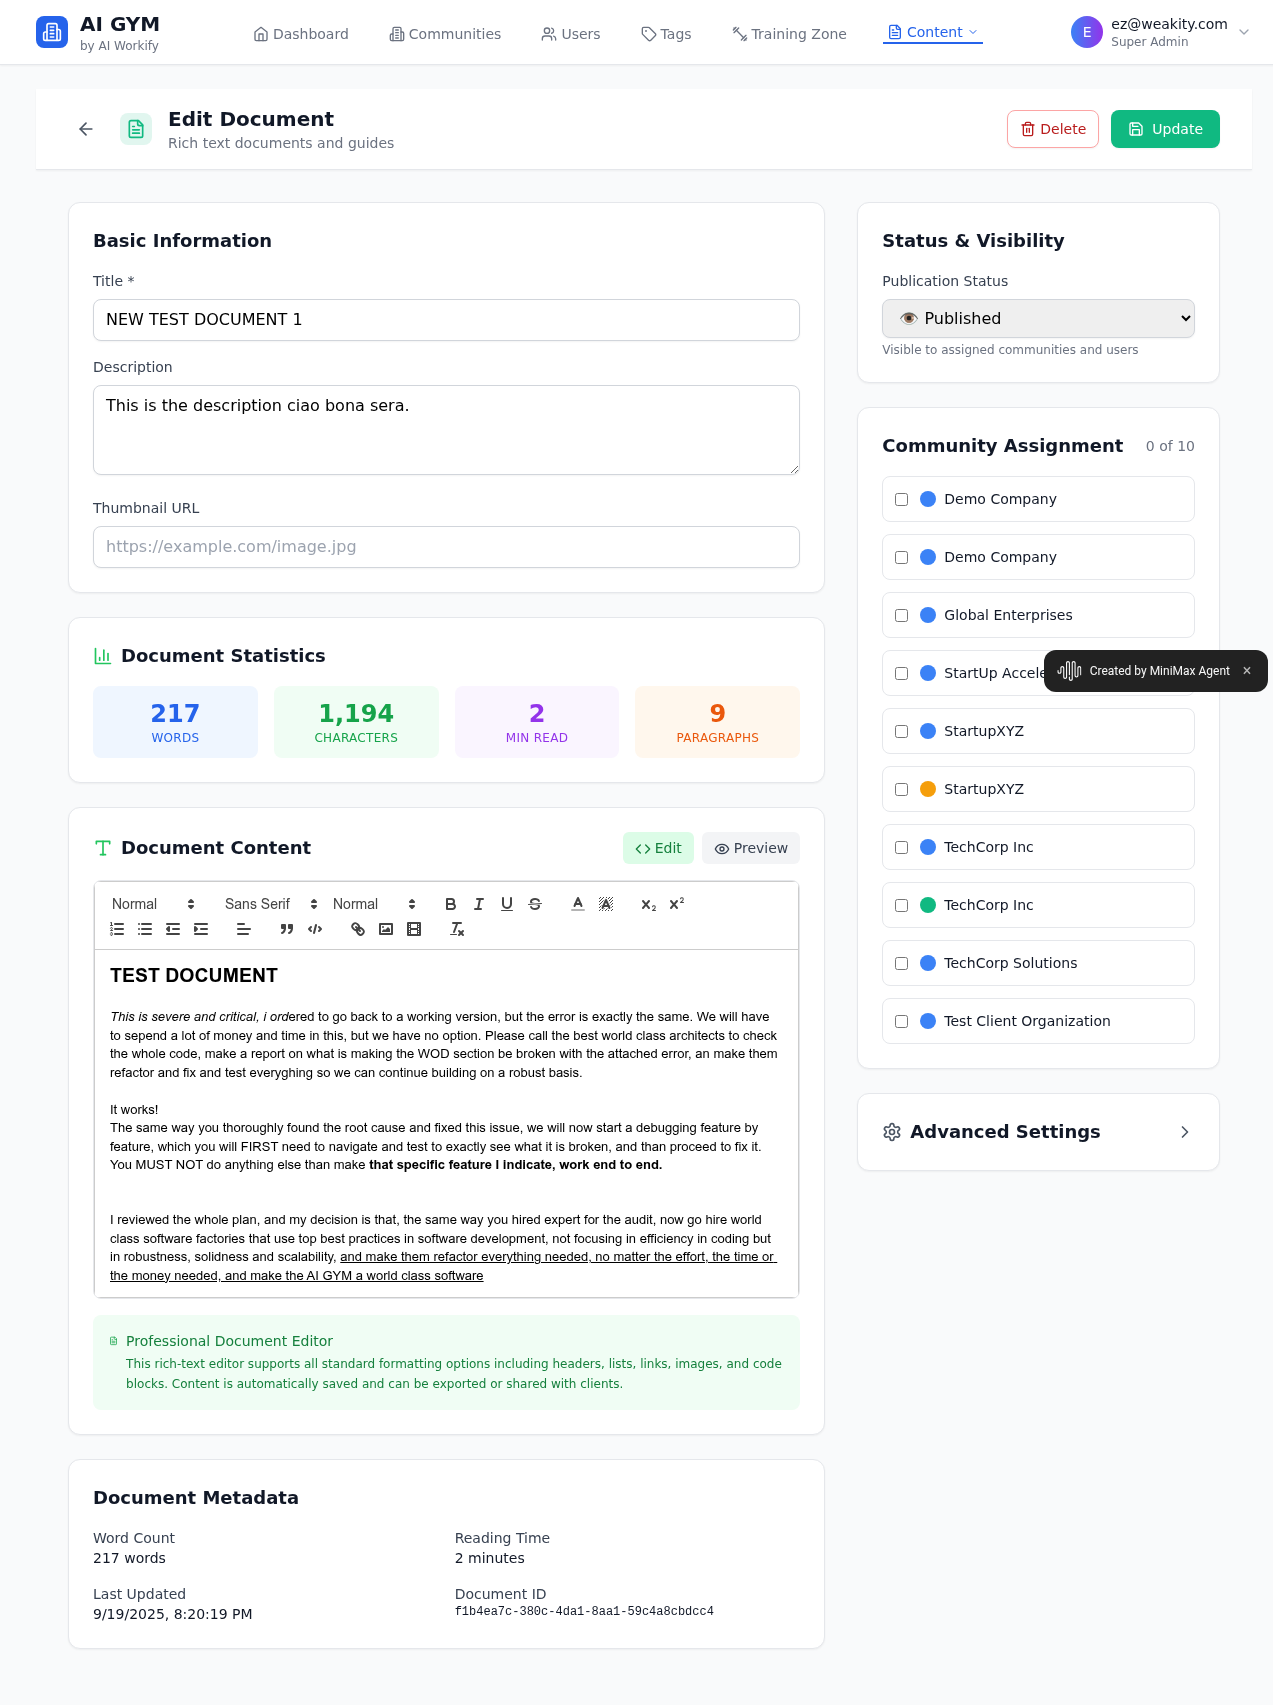 AI GYM
by AI Workify
Dashboard
Communities
Users
Tags
Training Zone
Content
E
ez@weakity.com
Super Admin
Edit Document
Rich text documents and guides
Delete
Update
Basic Information
Title *
NEW TEST DOCUMENT 1
Description
This is the description ciao bona sera.
Thumbnail URL
https://example.com/image.jpg
Document Statistics
217
WORDS
1,194
CHARACTERS
2
MIN READ
9
PARAGRAPHS
Document Content
Edit
Preview
Normal
Sans Serif
Normal
TEST DOCUMENT
This is severe and critical, i ordered to go back to a working version, but the error is exactly the same. We will have
to sepend a lot of money and time in this, but we have no option. Please call the best world class architects to check
the whole code, make a report on what is making the WOD section be broken with the attached error, an make them
refactor and fix and test everyghing so we can continue building on a robust basis.
It works!
The same way you thoroughly found the root cause and fixed this issue, we will now start a debugging feature by
feature, which you will FIRST need to navigate and test to exactly see what it is broken, and than proceed to fix it.
You MUST NOT do anything else than make that specific feature I indicate, work end to end.
I reviewed the whole plan, and my decision is that, the same way you hired expert for the audit, now go hire world
class software factories that use top best practices in software development, not focusing in efficiency in coding but
in robustness, solidness and scalability, and make them refactor everything needed, no matter the effort, the time or
the money needed, and make the AI GYM a world class software
Professional Document Editor
This rich-text editor supports all standard formatting options including headers, lists, links, images, and code
blocks. Content is automatically saved and can be exported or shared with clients.
Document Metadata
Word Count
217 words
Reading Time
2 minutes
Last Updated
9/19/2025, 8:20:19 PM
Document ID
f1b4ea7c-380c-4da1-8aa1-59c4a8cbdcc4
Status & Visibility
Publication Status
Published
Visible to assigned communities and users
Community Assignment
0 of 10
Demo Company
Demo Company
Global Enterprises
StartUp Accele
Created by MiniMax Agent
StartupXYZ
StartupXYZ
TechCorp Inc
TechCorp Inc
TechCorp Solutions
Test Client Organization
Advanced Settings